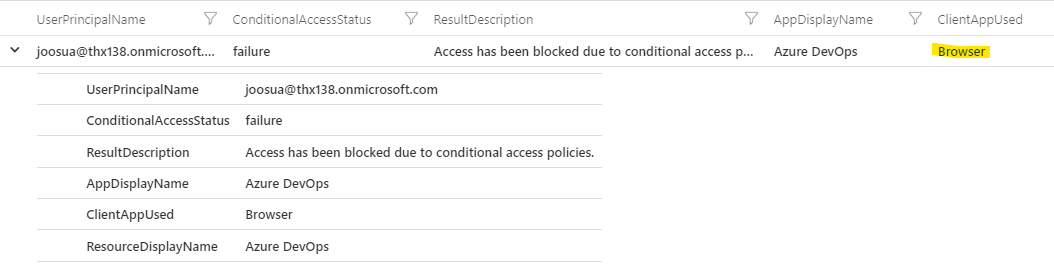 UserPrincipalName ConditionalAccessStatus ResultDescription AppDisplayName ClientAppUsed
joosua@thx138.onmicrosoft.... failure Access has been blocked due to conditional access p... Azure DevOps Browser
UserPrincipalName joosua@thx138.onmicrosoft.com
ConditionalAccessStatus failure
ResultDescription Access has been blocked due to conditional access policies.
AppDisplayName Azure DevOps
ClientAppUsed Browser
ResourceDisplayName Azure DevOps